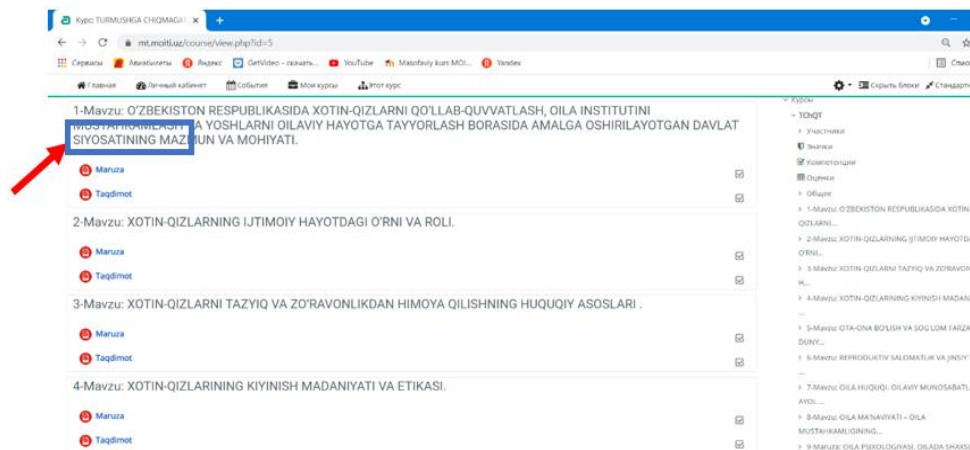 Курс: TURMUSHGA CHIQMAGA
mt.moiti.uz/course/view.php?id=5
Сервисы Авиабилеты Яндекс GetVideo - скачать... YouTube Masofaviy kurs MOI... Yandex Списо
Главная Личный кабинет События Мои курсы Этот курс Скрыть блоки Стандартн
1-Mavzu: O'ZBEKISTON RESPUBLIKASIDA XOTIN-QIZLARNI QO'LLAB-QUVVATLASH, OILA INSTITUTINI
YOSHLARNI OILAVIY HAYOTGA TAYYORLASH BORASIDA AMALGA OSHIRILAYOTGAN DAVLAT
SIYOSATINING MAZMUN VA MOHIYATI.
Maruza
Taqdimot
2-Mavzu: XOTIN-QIZLARNING IJTIMOIY HAYOTDAGI O'RNI VA ROLI.
Maruza
Taqdimot
3-Mavzu: XOTIN-QIZLARNI TAZYIQ VA ZO'RAVONLIKDAN HIMOYA QILISHNING HUQUQIY ASOSLARI .
Maruza
Taqdimot
4-Mavzu: XOTIN-QIZLARINING KIYINISH MADANIYATI VA ETIKASI.
Maruza
Taqdimot
Курсы
TChQT
Участники
Значки
Компетенции
Оценки
Общее
1-Mavzu: O'ZBEKISTON RESPUBLIKASIDA XOTIN-
QIZLARNI...
2-Mavzu: XOTIN-QIZLARNING IJTIMOIY HAYOTDA
O'RNI...
3-Mavzu: XOTIN-QIZLARNI TAZYIQ VA ZO'RAVON
H...
4-Mavzu: XOTIN-QIZLARINING KIYINISH MADAN
...
5-Mavzu: OTA-ONA BO'LISH VA SOG'LOM FARZA
DUNY...
6-Mavzu: REPRODUKTIV SALOMATLIK VA JINSIY
...
7-Mavzu: OILA HUQUQI. OILAVIY MUNOSABATL
AYOL ...
8-Mavzu: OILA MA'NAVIYATI – OILA
MUSTAHKAMLIGINING...
9-Maruza: OILA PSIXOLOGIYASI. OILADA SHAXS